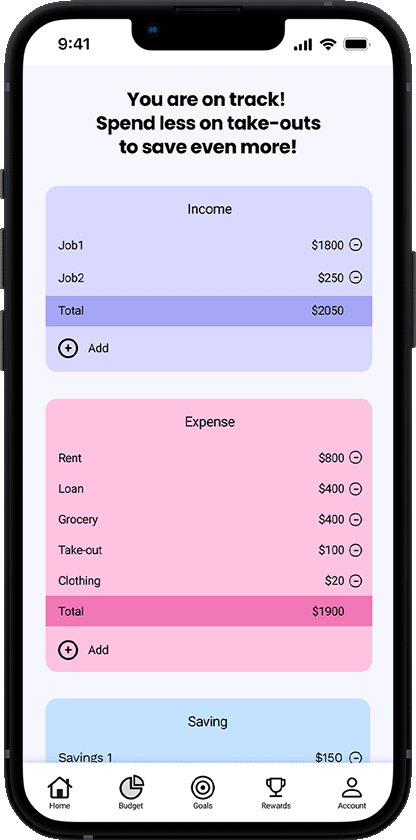 9:41
You are on track!
Spend less on take-outs
to save even more!
Income
Job1 $1800
Job2 $250
Total $2050
Add
Expense
Rent $800
Loan $400
Grocery $400
Take-out $100
Clothing $20
Total $1900
Add
Saving
Savings 1 $150
Home Budget Goals Rewards Account